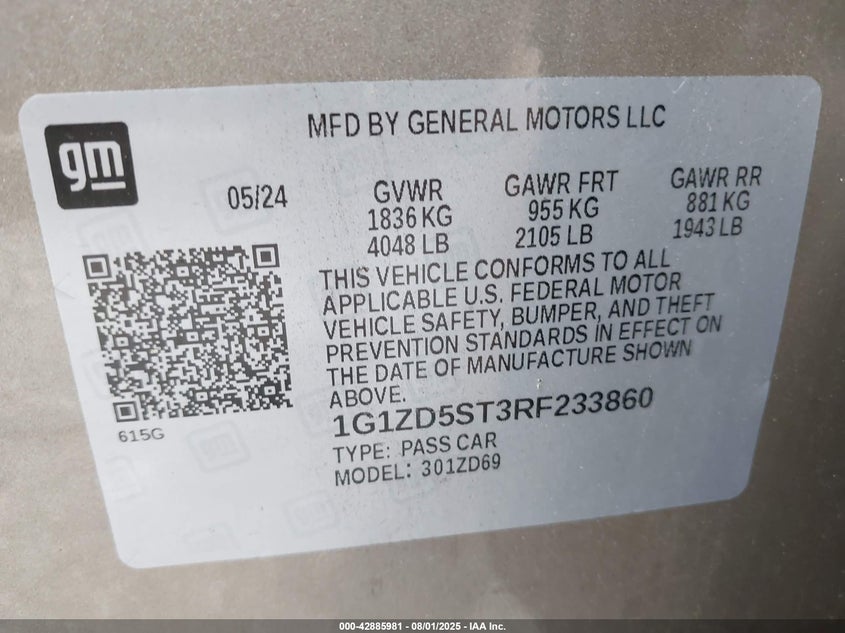 MFD BY GENERAL MOTORS LLC
gm
05/24
GVWR
1836 KG
4048 LB
GAWR FRT
955 KG
2105 LB
GAWR RR
881 KG
1943 LB
THIS VEHICLE CONFORMS TO ALL
APPLICABLE U.S. FEDERAL MOTOR
VEHICLE SAFETY, BUMPER, AND THEFT
PREVENTION STANDARDS IN EFFECT ON
THE DATE OF MANUFACTURE SHOWN
ABOVE.
1G1ZD5ST3RF233860
TYPE: PASS CAR
MODEL: 301ZD69
615G
000-42885981 - 08/01/2025 - IAA Inc.